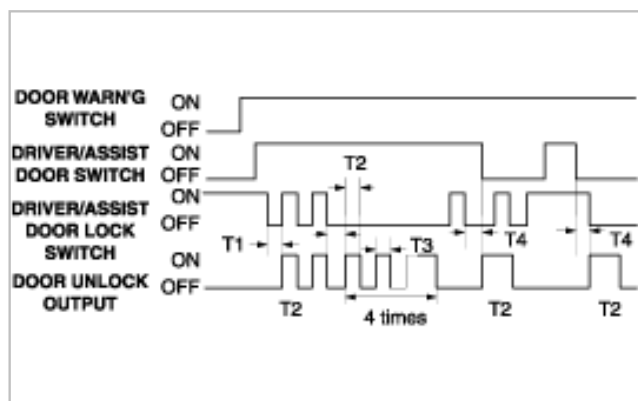 DOOR WARN'G SWITCH
ON
OFF
DRIVER/ASSIST DOOR SWITCH
ON
OFF
T2
DRIVER/ASSIST DOOR LOCK SWITCH
ON
OFF
T1
T3
T4
T4
DOOR UNLOCK OUTPUT
ON
OFF
T2
4 times
T2
T2